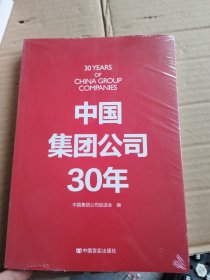 30 YEARS
OF
CHINA GROUP
COMPANIES
中国
集团公司
30年
中国集团公司促进会 编
中国言实出版社